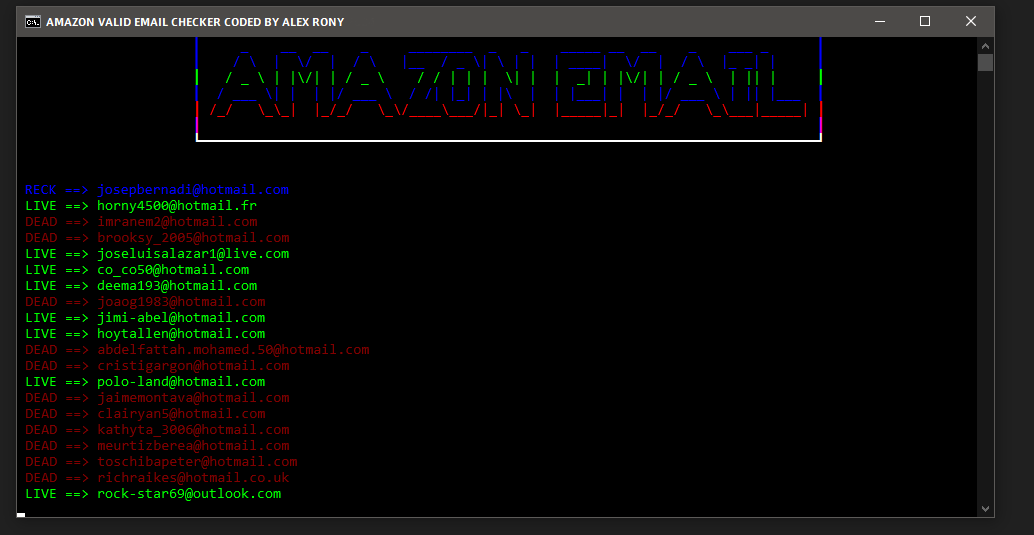 AMAZON VALID EMAIL CHECKER CODED BY ALEX RONY
AMAZON EMAIL
RECK ==> josepbernadi@hotmail.com
LIVE ==> horny4500@hotmail.fr
DEAD ==> imranem2@hotmail.com
DEAD ==> brooksy_2005@hotmail.com
LIVE ==> joseluisalazar1@live.com
LIVE ==> co_co50@hotmail.com
LIVE ==> deema193@hotmail.com
DEAD ==> joaog1983@hotmail.com
LIVE ==> jimi-abel@hotmail.com
LIVE ==> hoytallen@hotmail.com
DEAD ==> abdelfattah.mohamed.50@hotmail.com
DEAD ==> cristigargon@hotmail.com
LIVE ==> polo-land@hotmail.com
DEAD ==> jaimemontava@hotmail.com
DEAD ==> clairyan5@hotmail.com
DEAD ==> kathyta_3006@hotmail.com
DEAD ==> meurtizberea@hotmail.com
DEAD ==> toschibapeter@hotmail.com
DEAD ==> richraikes@hotmail.co.uk
LIVE ==> rock-star69@outlook.com